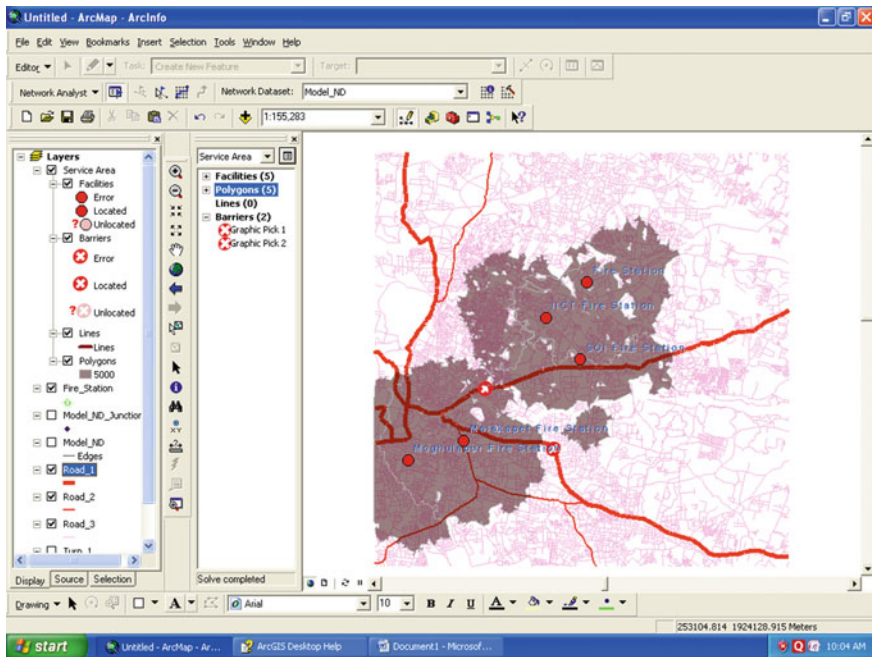 Untitled - ArcMap - ArcInfo
File Edit View Bookmarks Insert Selection Tools Window Help
Editor Task: Create New Feature Target:
Network Analyst Network Dataset: Model_ND
1:155,283
Layers
Service Area
Facilities
Error
Located
?Unlocated
Barriers
Error
Located
? Unlocated
Lines
Lines
Polygons
5000
Fire_Station
Model_ND_Junction
Model_ND
Edges
Road_1
Road_2
Road_3
Turn_1
Display Source Selection
Service Area
Facilities (5)
Polygons (5)
Lines (0)
Barriers (2)
Graphic Pick 1
Graphic Pick 2
Solve completed
Fire Station
Fire Station
Fire Station
Fire Station
Moghulapur Fire Station
Drawing A Arial 10 B I U A
253104.814 1924128.915 Meters
start Untitled - ArcMap - Ar... ArcGIS Desktop Help Document1 - Microsof... 10:04 AM